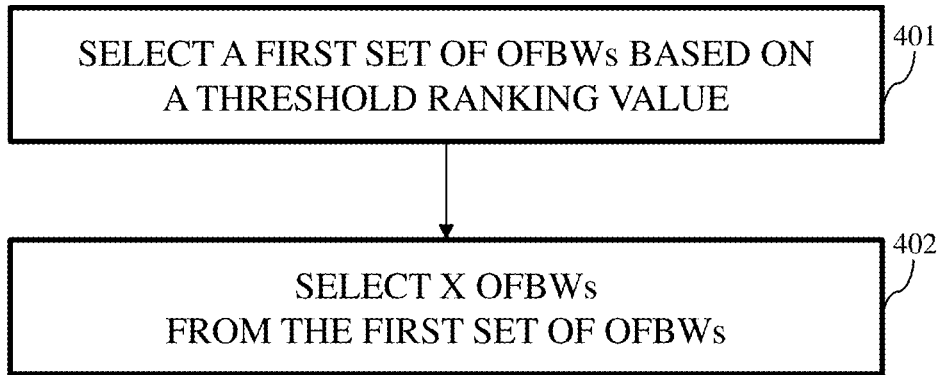 SELECT A FIRST SET OF OFBWs BASED ON
A THRESHOLD RANKING VALUE
401
SELECT X OFBWs
FROM THE FIRST SET OF OFBWs
402